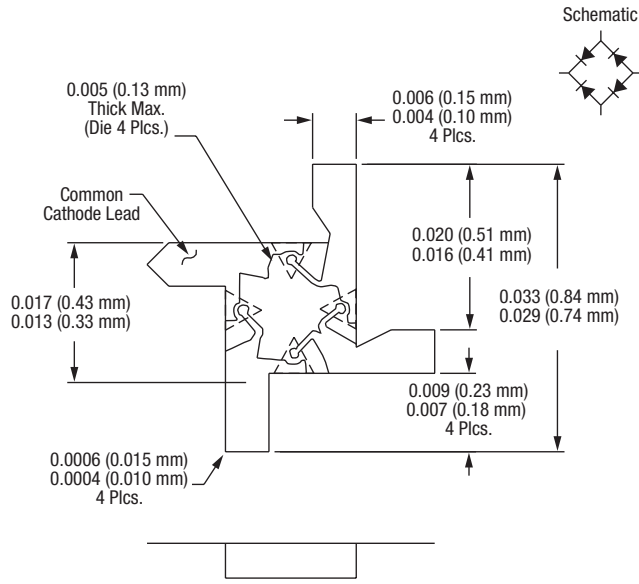 Schematic
0.005 (0.13 mm)
Thick Max.
(Die 4 Plcs.)
0.006 (0.15 mm)
0.004 (0.10 mm)
4 Plcs.
Common
Cathode Lead
0.020 (0.51 mm)
0.016 (0.41 mm)
0.017 (0.43 mm)
0.013 (0.33 mm)
0.033 (0.84 mm)
0.029 (0.74 mm)
0.009 (0.23 mm)
0.007 (0.18 mm)
4 Plcs.
0.0006 (0.015 mm)
0.0004 (0.010 mm)
4 Plcs.